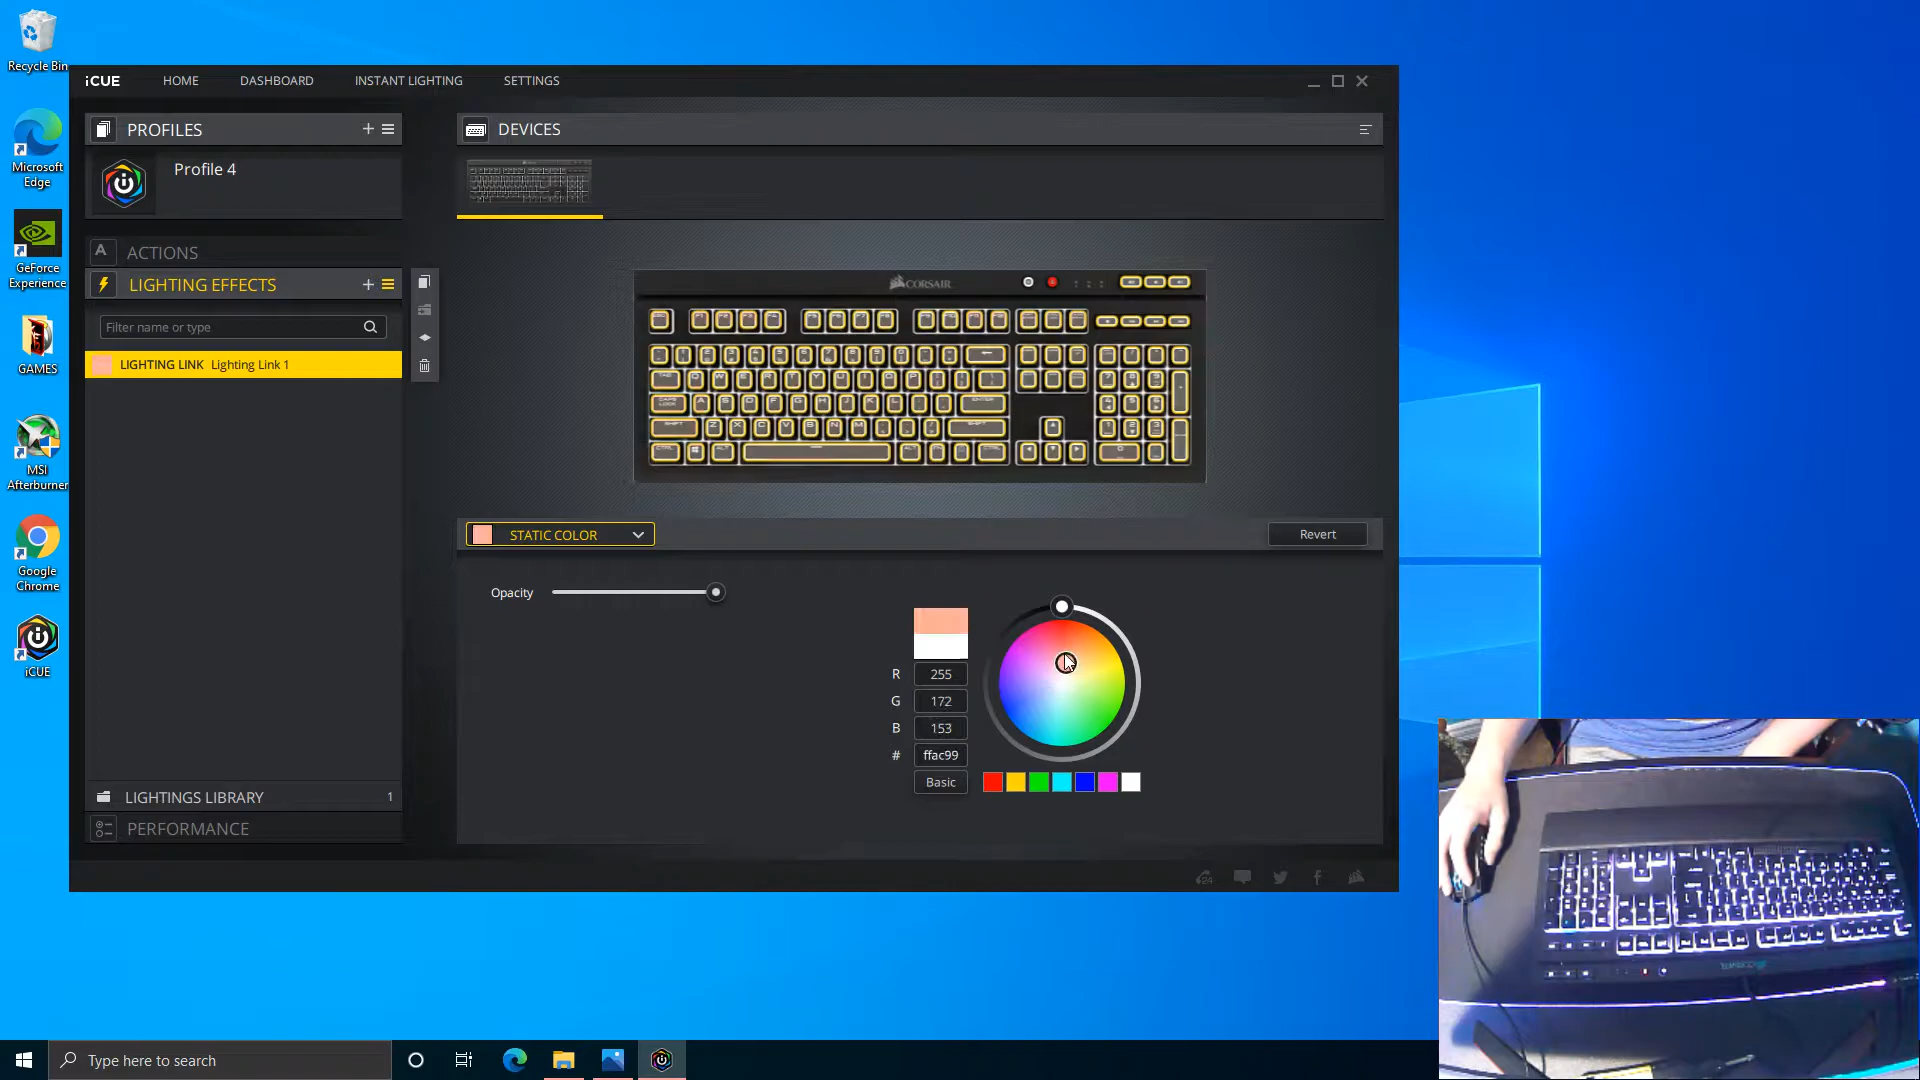 Recycle Bin
Microsoft
Edge
GeForce
Experience
GAMES
MSI
Afterburner
Google
Chrome
iCUE
iCUE HOME DASHBOARD INSTANT LIGHTING SETTINGS
PROFILES
Profile 4
ACTIONS
LIGHTING EFFECTS
Filter name or type
LIGHTING LINK Lighting Link 1
LIGHTINGS LIBRARY 1
PERFORMANCE
DEVICES
CORSAIR
STATIC COLOR
Revert
Opacity
R 255
G 172
B 153
# ffac99
Basic
Type here to search